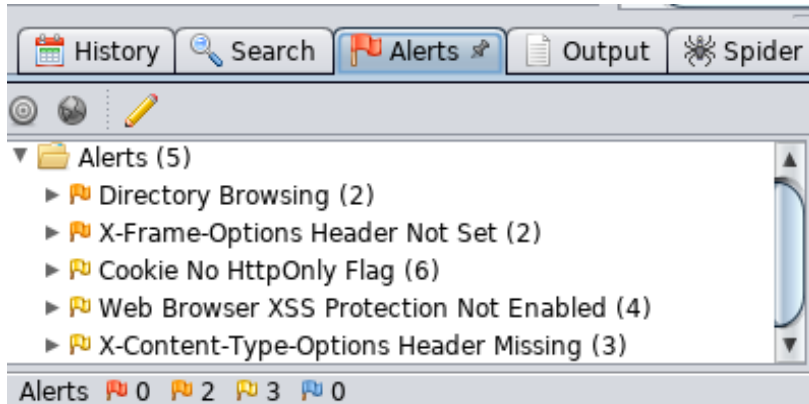 History Search Alerts Output Spider
Alerts (5)
Directory Browsing (2)
X-Frame-Options Header Not Set (2)
Cookie No HttpOnly Flag (6)
Web Browser XSS Protection Not Enabled (4)
X-Content-Type-Options Header Missing (3)
Alerts 0 2 3 0